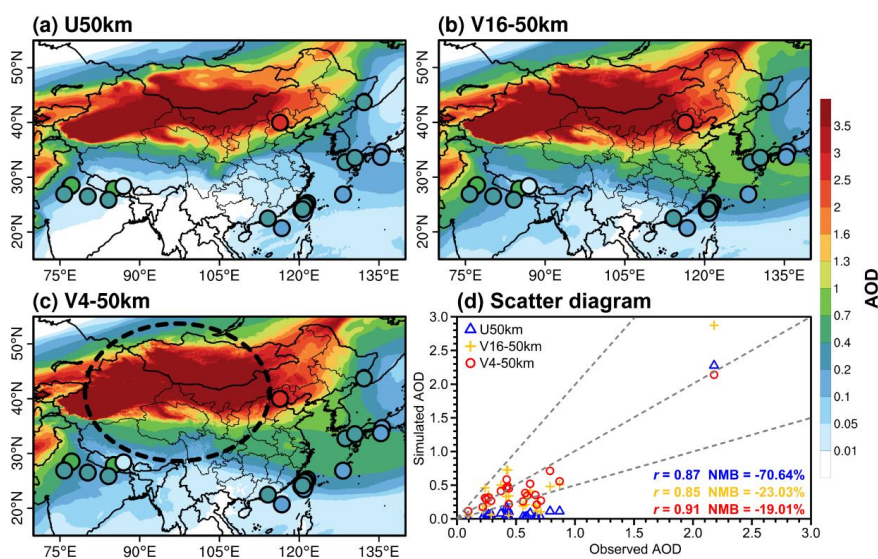 (a) U50km
(b) V16-50km
50°N
40°N
30°N
20°N
75°E 90°E 105°E 120°E 135°E
50°N
40°N
30°N
20°N
75°E 90°E 105°E 120°E 135°E
3.5
3
2.5
2
1.6
1.3
1
0.7
0.4
0.2
0.1
0.05
0.01
AOD
(c) V4-50km
(d) Scatter diagram
50°N
40°N
30°N
20°N
75°E 90°E 105°E 120°E 135°E
3.0
2.5
2.0
1.5
1.0
0.5
0.0
Simulated AOD
U50km
V16-50km
V4-50km
r = 0.87 NMB = -70.64%
r = 0.85 NMB = -23.03%
r = 0.91 NMB = -19.01%
0.0 0.5 1.0 1.5 2.0 2.5 3.0
Observed AOD